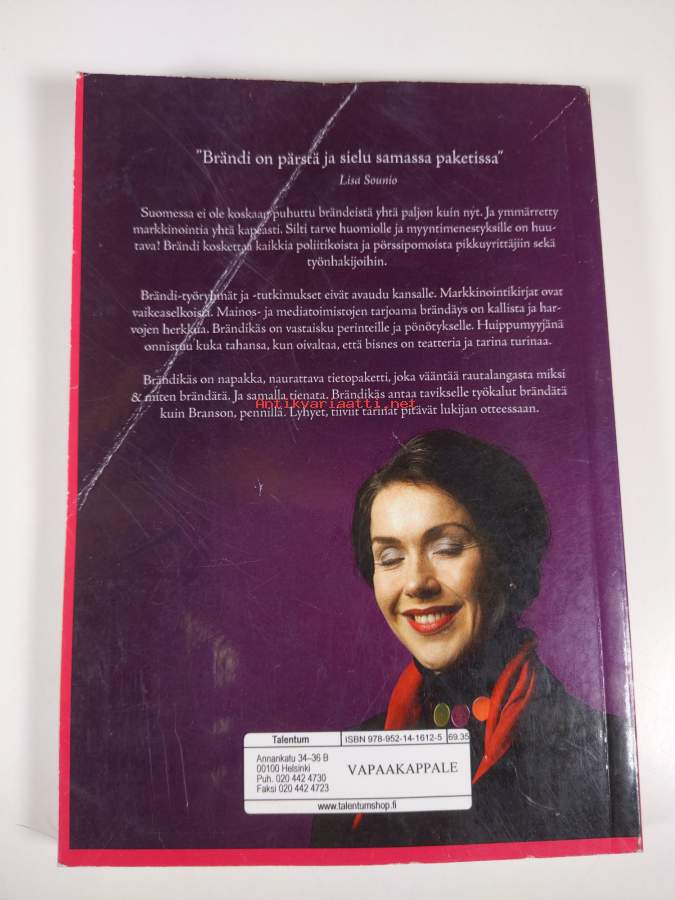 "Brändi on pärstä ja sielu samassa paketissa"
Lisa Sounio
Suomessa ei ole koskaan puhuttu brändeistä yhtä paljon kuin nyt. Ja ymmärretty
markkinointia yhtä kapeasti. Silti tarve huomiolle ja myyntimenestyksille on huu-
tava! Brändi koskettaa kaikkia poliitikoista ja pörssipomoista pikkuyrittäjiin sekä
työnhakijoihin.
Brändi-työryhmät ja -tutkimukset eivät avaudu kansalle. Markkinointikirjat ovat
vaikeaselkoisia. Mainos- ja mediatoimistojen tarjoama brändäys on kallista ja har-
vojen herkkua. Brändikäs on vastaisku perinteille ja pönötykselle. Huippumyyjänä
onnistuu kuka tahansa, kun oivaltaa, että bisnes on teatteria ja tarina turinaa.
Brändikäs on napakka, naurattava tietopaketti, joka vääntää rautalangasta miksi
& miten brändätä. Ja samalla tienata. Brändikäs antaa tavikselle työkalut brändätä
kuin Branson, pennillä. Lyhyet, tiiviit tarinat pitävät lukijan otteessaan.
Antikvariaatti.net
Talentum
ISBN 978-952-14-1612-5
69.35
Annankatu 34–36 B
00100 Helsinki
Puh. 020 442 4730
Faksi 020 442 4723
VAPAAKAPPALE
www.talentumshop.fi